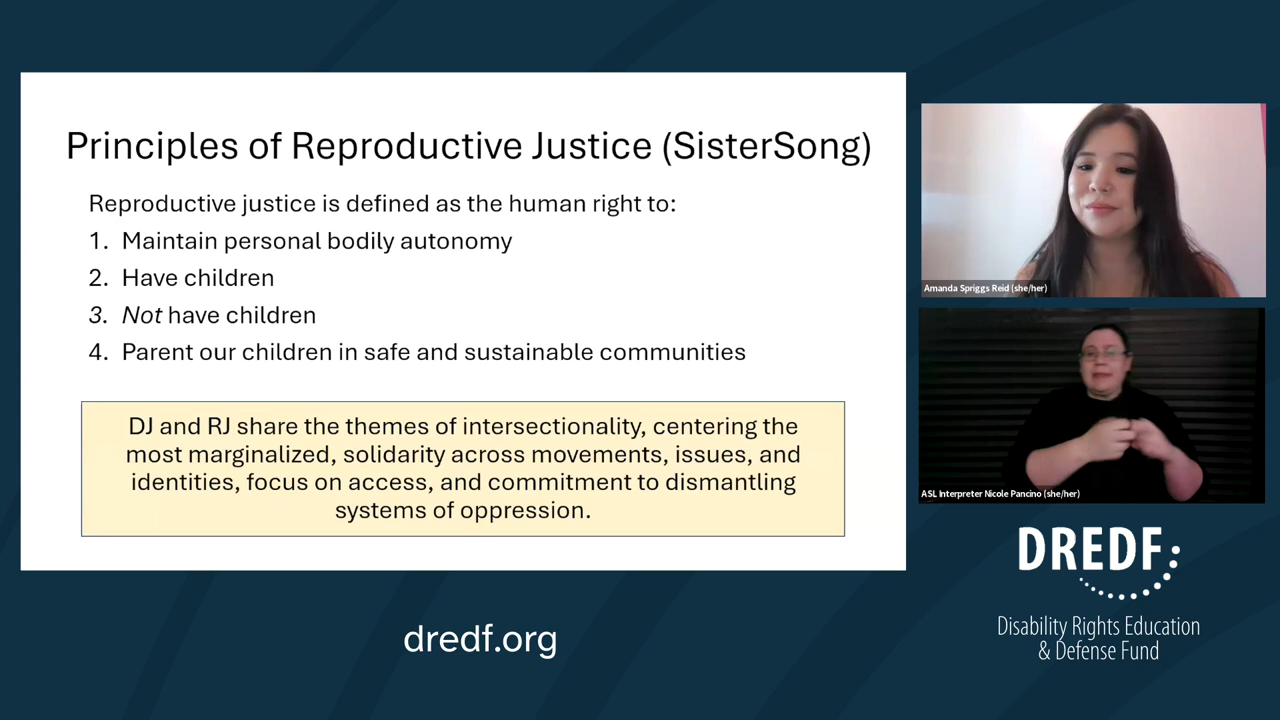 Principles of Reproductive Justice (SisterSong)
Reproductive justice is defined as the human right to:
1. Maintain personal bodily autonomy
2. Have children
3. Not have children
4. Parent our children in safe and sustainable communities
DJ and RJ share the themes of intersectionality, centering the
most marginalized, solidarity across movements, issues, and
identities, focus on access, and commitment to dismantling
systems of oppression.
Amanda Spriggs Reid (she/her)
ASL Interpreter Nicole Pancino (she/her)
DREDF
Disability Rights Education
& Defense Fund
dredf.org